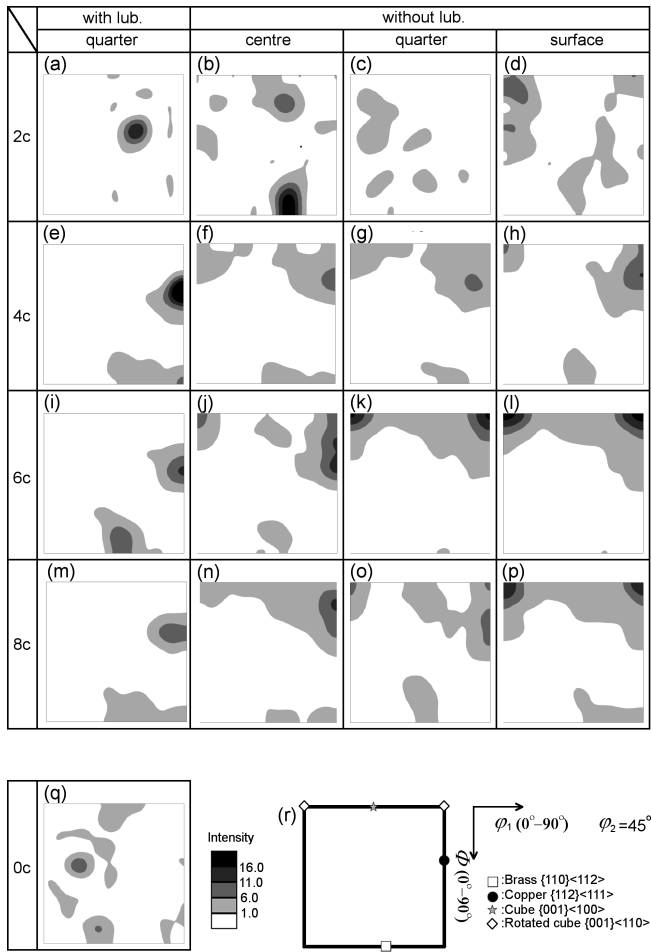 with lub.
without lub.
quarter
centre
quarter
surface
2c
(a)
(b)
(c)
(d)
4c
(e)
(f)
(g)
(h)
6c
(i)
(j)
(k)
(l)
8c
(m)
(n)
(o)
(p)
0c
(q)
Intensity
16.0
11.0
6.0
1.0
(r)
φ₁ (0°–90°)
φ₂=45°
Φ (0°–90°)
:Brass {110}<112>
:Copper {112}<111>
:Cube {001}<100>
:Rotated cube {001}<110>